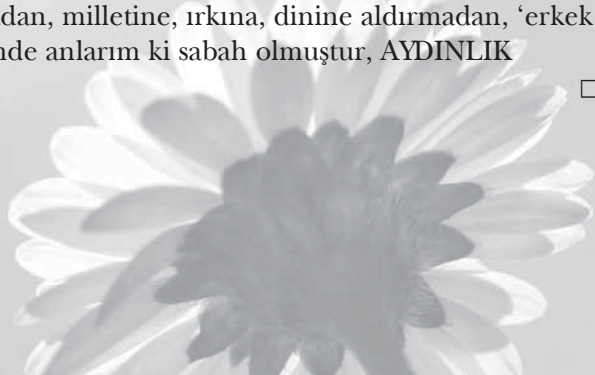 dan, milletine, ırkına, dinine aldırmadan, ‘erkek
nde anlarım ki sabah olmuştur, AYDINLIK
□